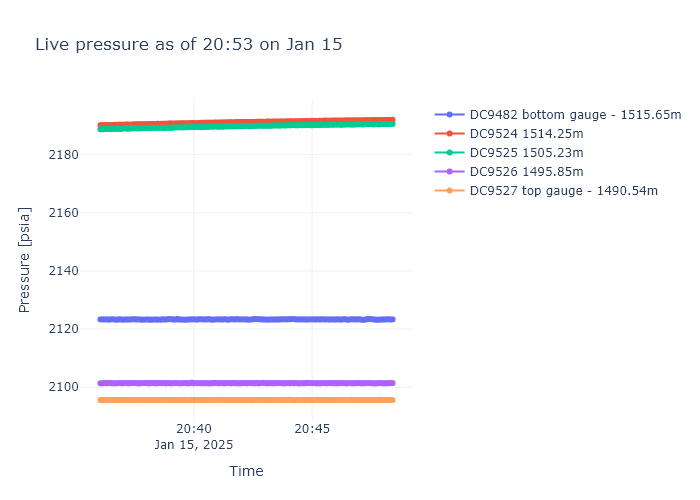 Live pressure as of 20:53 on Jan 15
DC9482 bottom gauge - 1515.65m
DC9524 1514.25m
DC9525 1505.23m
DC9526 1495.85m
DC9527 top gauge - 1490.54m
Pressure [psia]
2180
2160
2140
2120
2100
20:40
Jan 15, 2025
20:45
Time